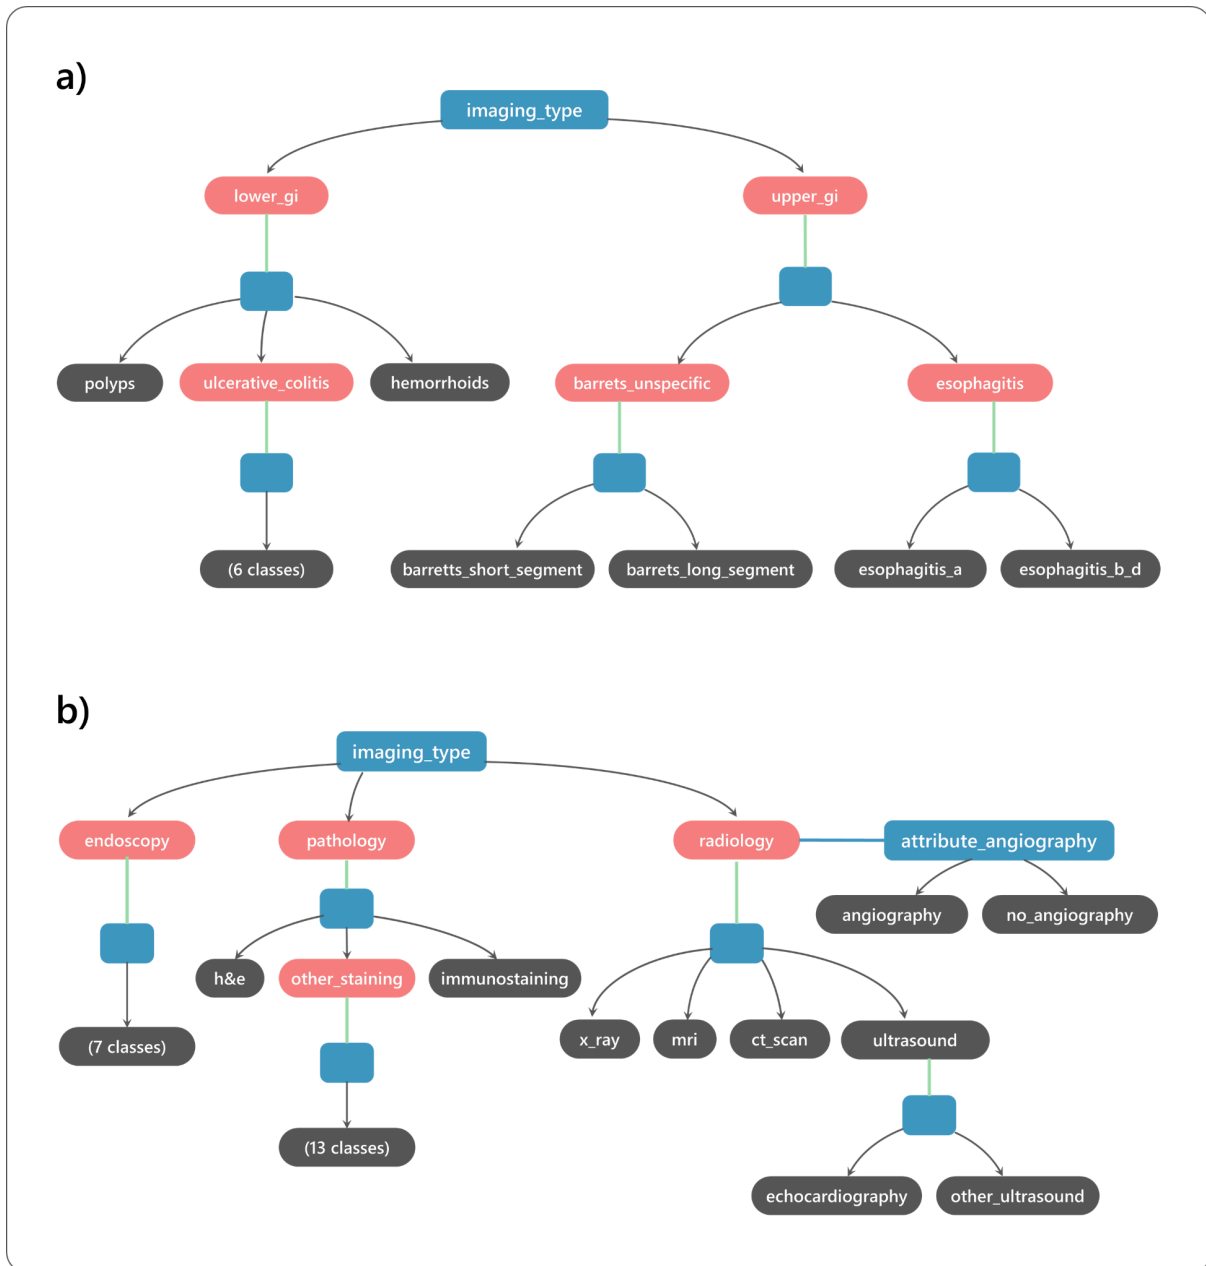 a)
imaging_type
lower_gi
upper_gi
polyps
ulcerative_colitis
hemorrhoids
barrets_unspecific
esophagitis
(6 classes)
barretts_short_segment
barrets_long_segment
esophagitis_a
esophagitis_b_d
b)
imaging_type
endoscopy
pathology
radiology
attribute_angiography
angiography
no_angiography
h&e
other_staining
immunostaining
(7 classes)
x_ray
mri
ct_scan
ultrasound
(13 classes)
echocardiography
other_ultrasound